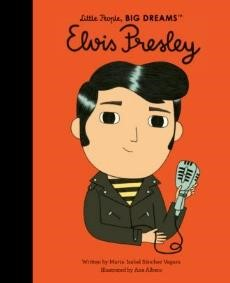 Little People, BIG DREAMS™
Elvis Presley
Written by Maria Isabel Sánchez Vegara
Illustrated by Ana Albero